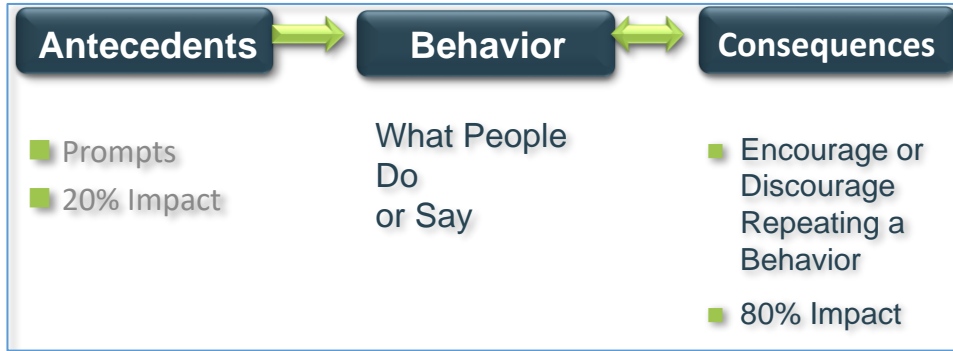 Antecedents
Behavior
Consequences
Prompts
20% Impact
What People
Do
or Say
Encourage or
Discourage
Repeating a
Behavior
80% Impact